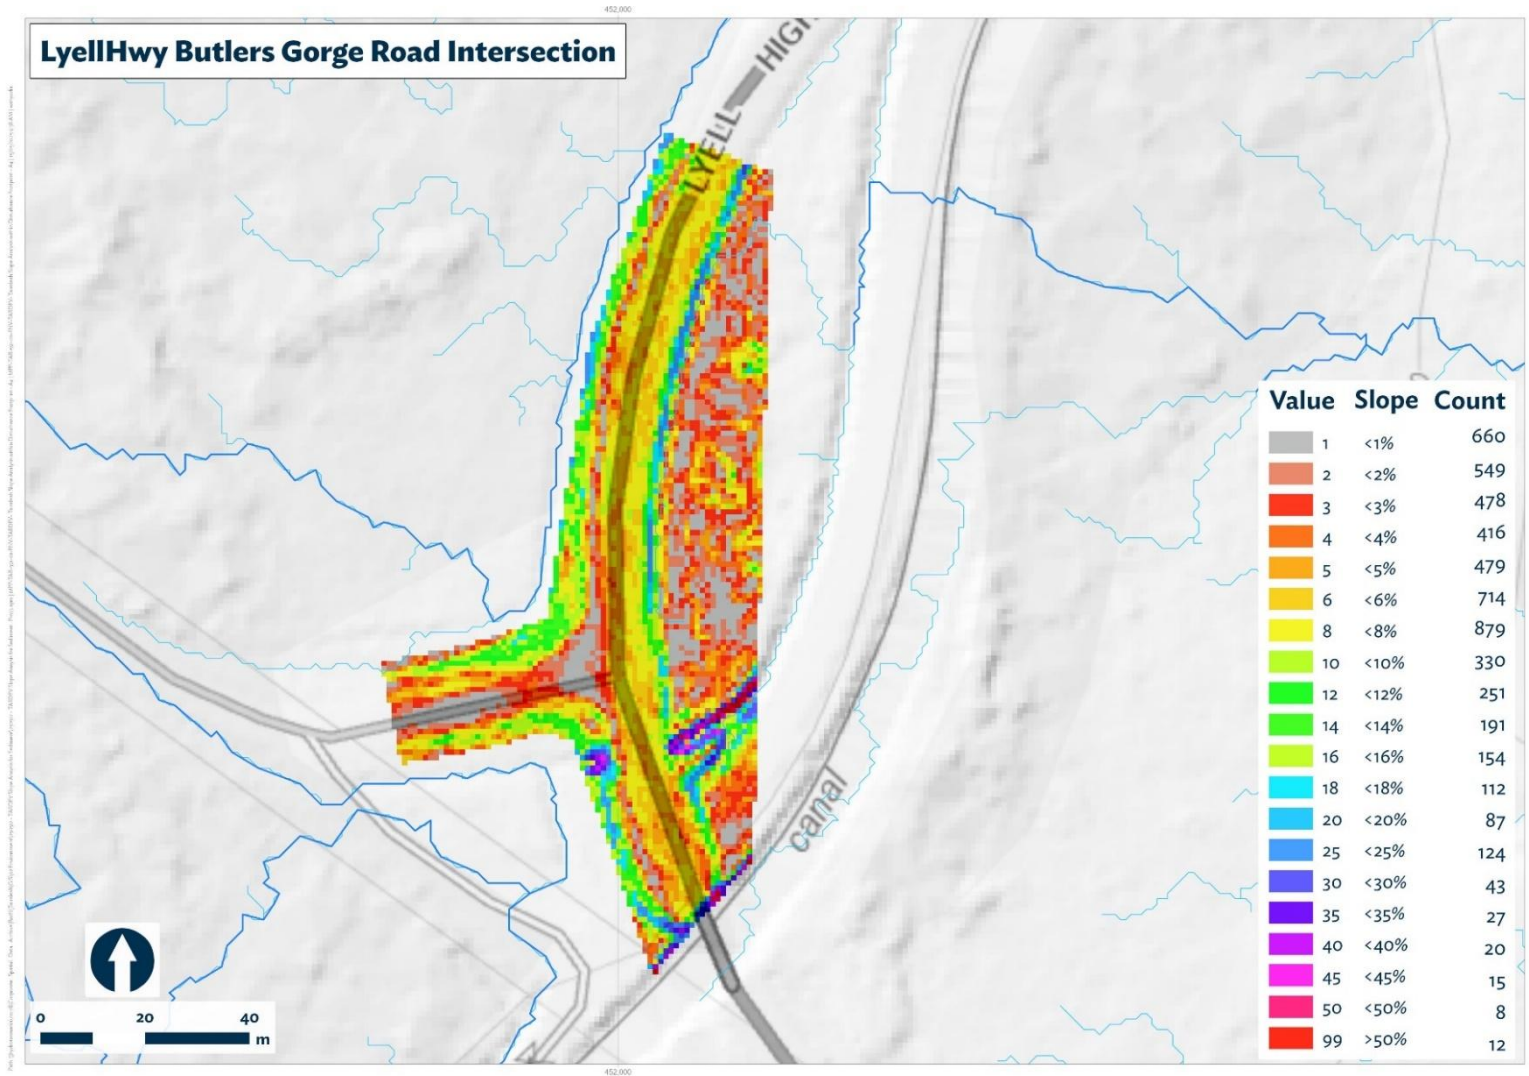 452,000
LyellHwy Butlers Gorge Road Intersection
LYELL HIGH
canal
Value Slope Count
1 <1% 660
2 <2% 549
3 <3% 478
4 <4% 416
5 <5% 479
6 <6% 714
8 <8% 879
10 <10% 330
12 <12% 251
14 <14% 191
16 <16% 154
18 <18% 112
20 <20% 87
25 <25% 124
30 <30% 43
35 <35% 27
40 <40% 20
45 <45% 15
50 <50% 8
99 >50% 12
0 20 40
m
452,000